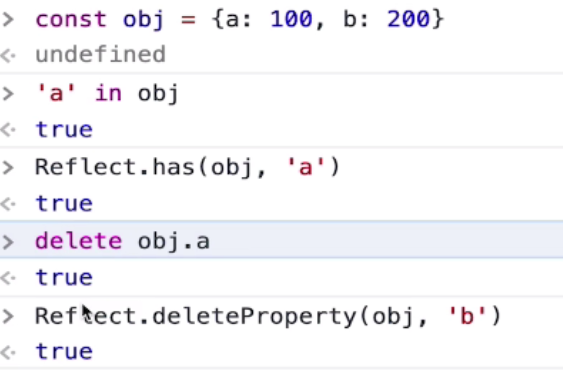 > const obj = {a: 100, b: 200}
<· undefined
> 'a' in obj
<· true
> Reflect.has(obj, 'a')
<· true
> delete obj.a
<· true
> Reflect.deleteProperty(obj, 'b')
<· true